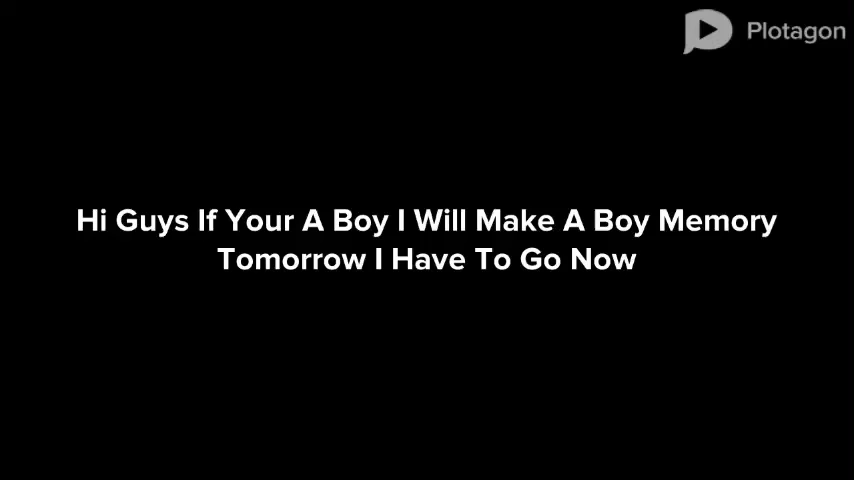 Plotagon
Hi Guys If Your A Boy I Will Make A Boy Memory
Tomorrow I Have To Go Now